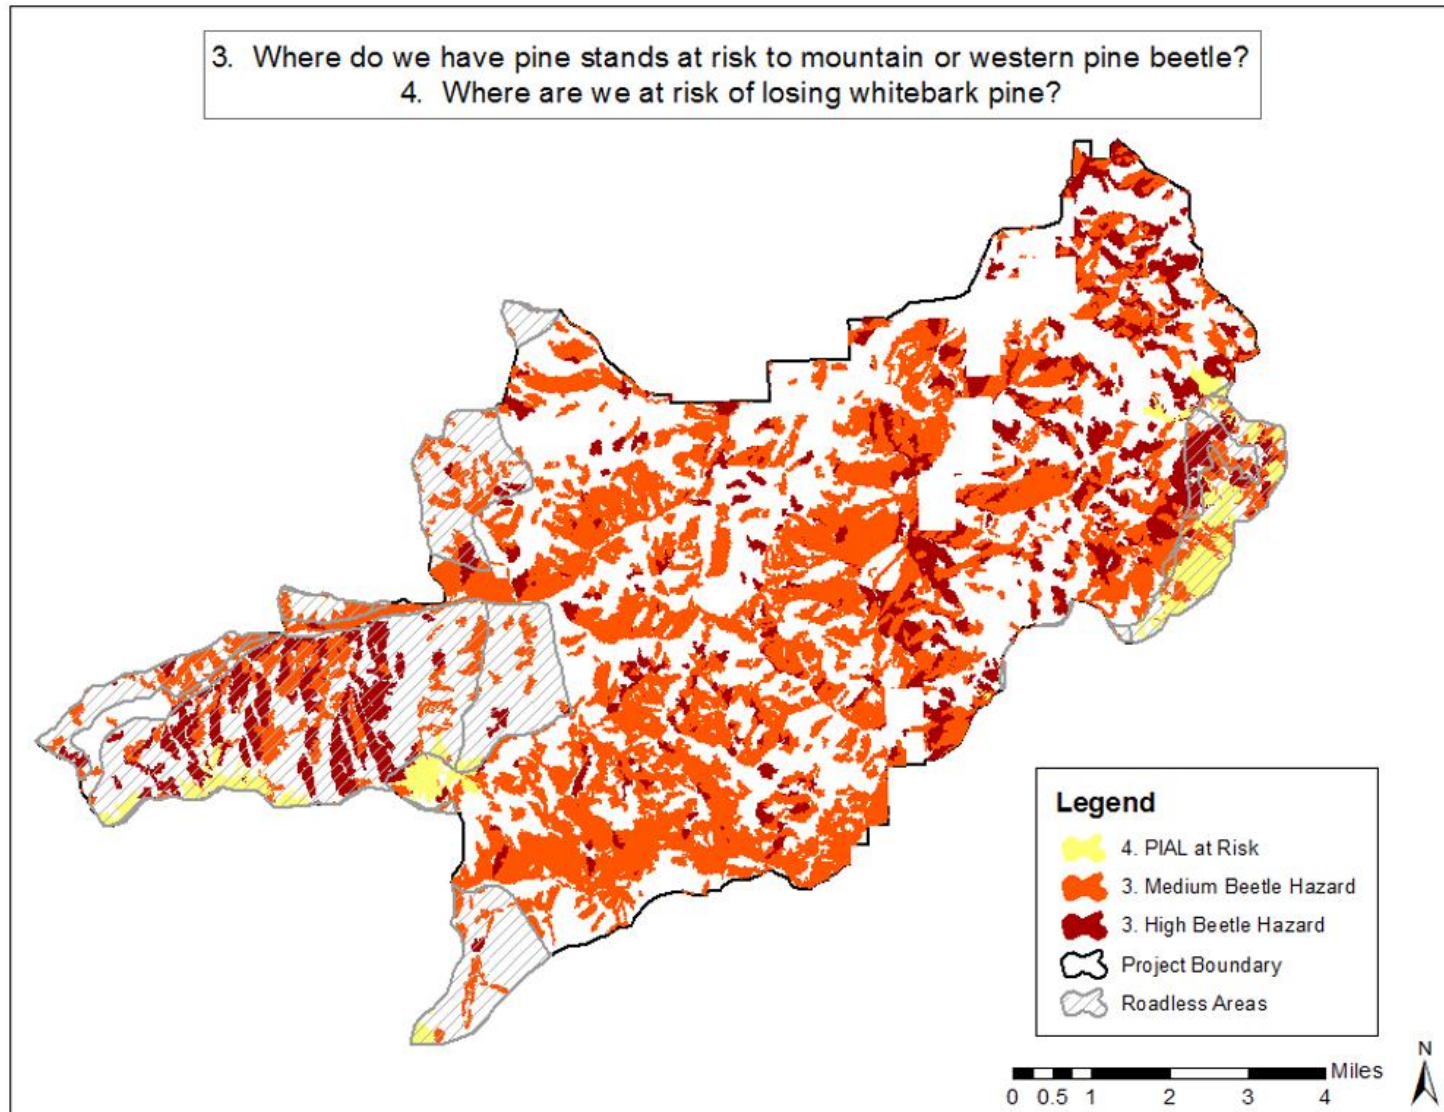 3. Where do we have pine stands at risk to mountain or western pine beetle?
4. Where are we at risk of losing whitebark pine?
Legend
4. PIAL at Risk
3. Medium Beetle Hazard
3. High Beetle Hazard
Project Boundary
Roadless Areas
Miles
0 0.5 1 2 3 4
N